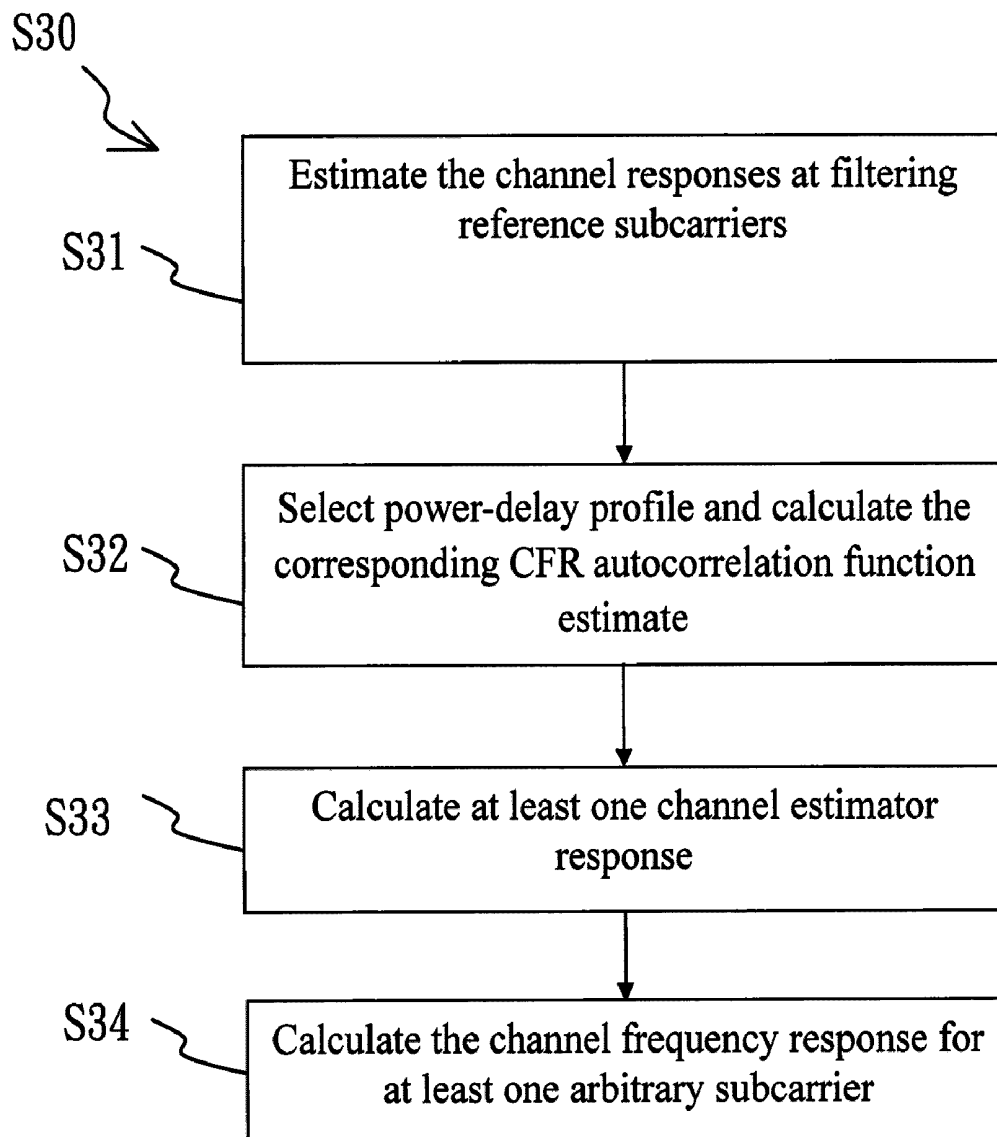 S30
Estimate the channel responses at filtering
reference subcarriers
S31
Select power-delay profile and calculate the
corresponding CFR autocorrelation function
estimate
S32
Calculate at least one channel estimator
response
S33
Calculate the channel frequency response for
at least one arbitrary subcarrier
S34